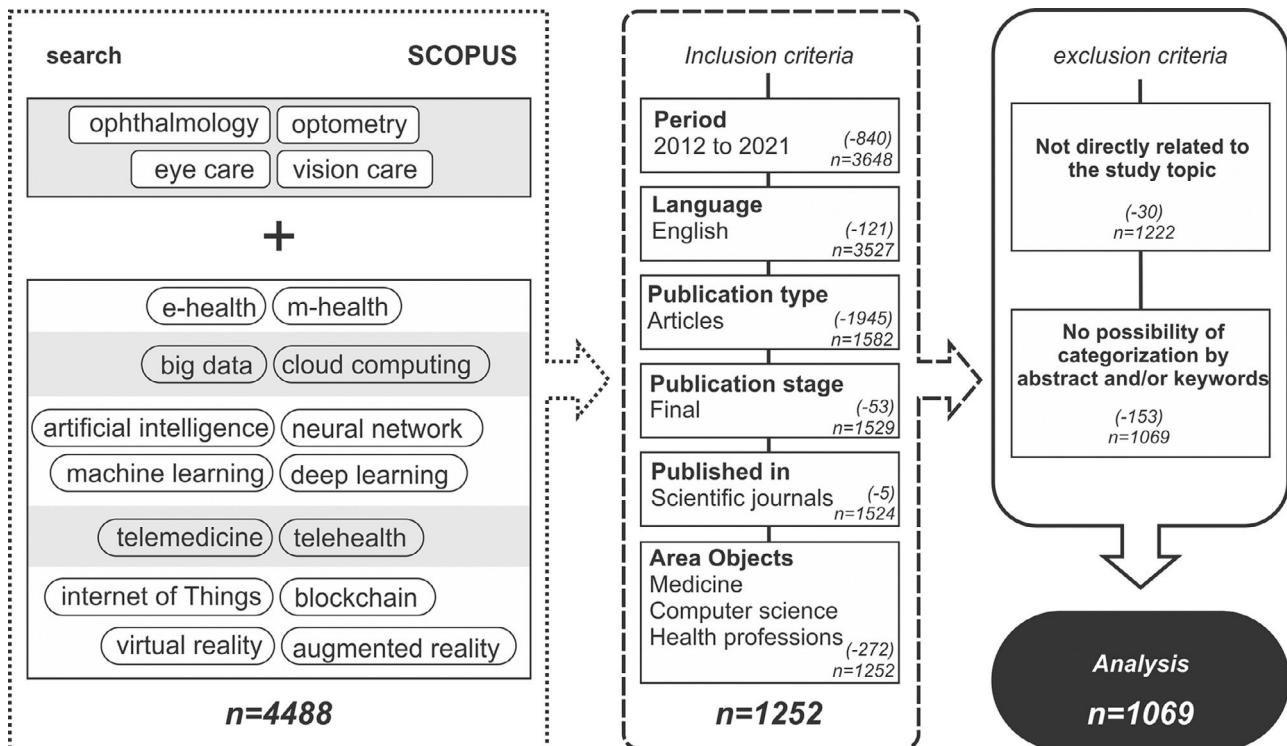 search SCOPUS
ophthalmology optometry
eye care vision care
+
e-health m-health
big data cloud computing
artificial intelligence neural network
machine learning deep learning
telemedicine telehealth
internet of Things blockchain
virtual reality augmented reality
n=4488
Inclusion criteria
Period
2012 to 2021 (-840)
n=3648
Language
English (-121)
n=3527
Publication type
Articles (-1945)
n=1582
Publication stage
Final (-53)
n=1529
Published in
Scientific journals (-5)
n=1524
Area Objects
Medicine
Computer science
Health professions (-272)
n=1252
n=1252
exclusion criteria
Not directly related to
the study topic
(-30)
n=1222
No possibility of
categorization by
abstract and/or keywords
(-153)
n=1069
Analysis
n=1069